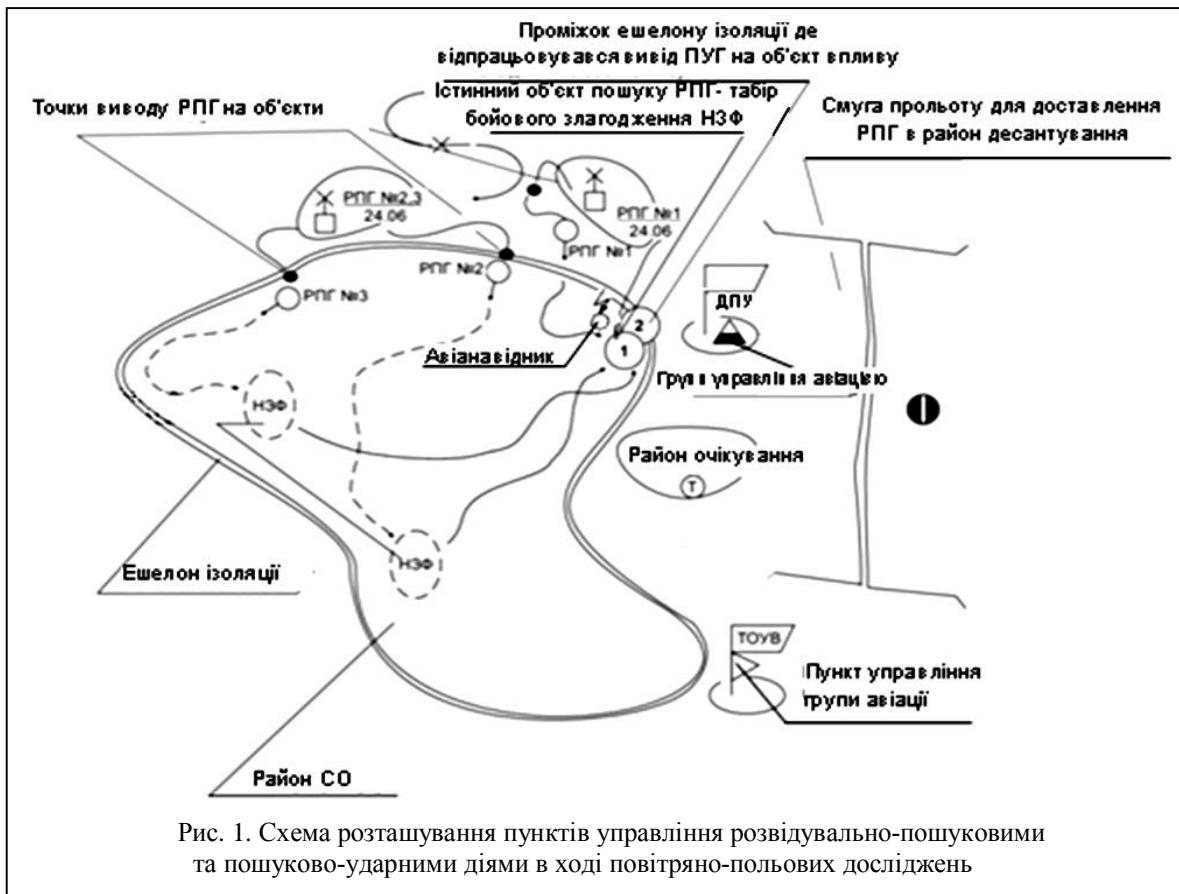 Проміжок ешелону ізоляції де
відпрацьовувався вивід ПУГ на об'єкт впливу
Істинний об'єкт пошуку РПГ- табір
бойового злагодження НЗФ
Точки виводу РПГ на об'єкти
Смуга прольоту для доставлення
РПГ в район десантування
РПГ №2,3
24.06
РПГ №1
24.06
РПГ №1
РПГ №2
РПГ №3
ДПУ
2
1
Авіанавідник
Групи управління авіацією
НЗФ
Район очікування
Т
НЗФ
Ешелон ізоляції
ТОУВ
Пункт управління
групи авіації
Район СО
Рис. 1. Схема розташування пунктів управління розвідувально-пошуковими
та пошуково-ударними діями в ході повітряно-польових досліджень